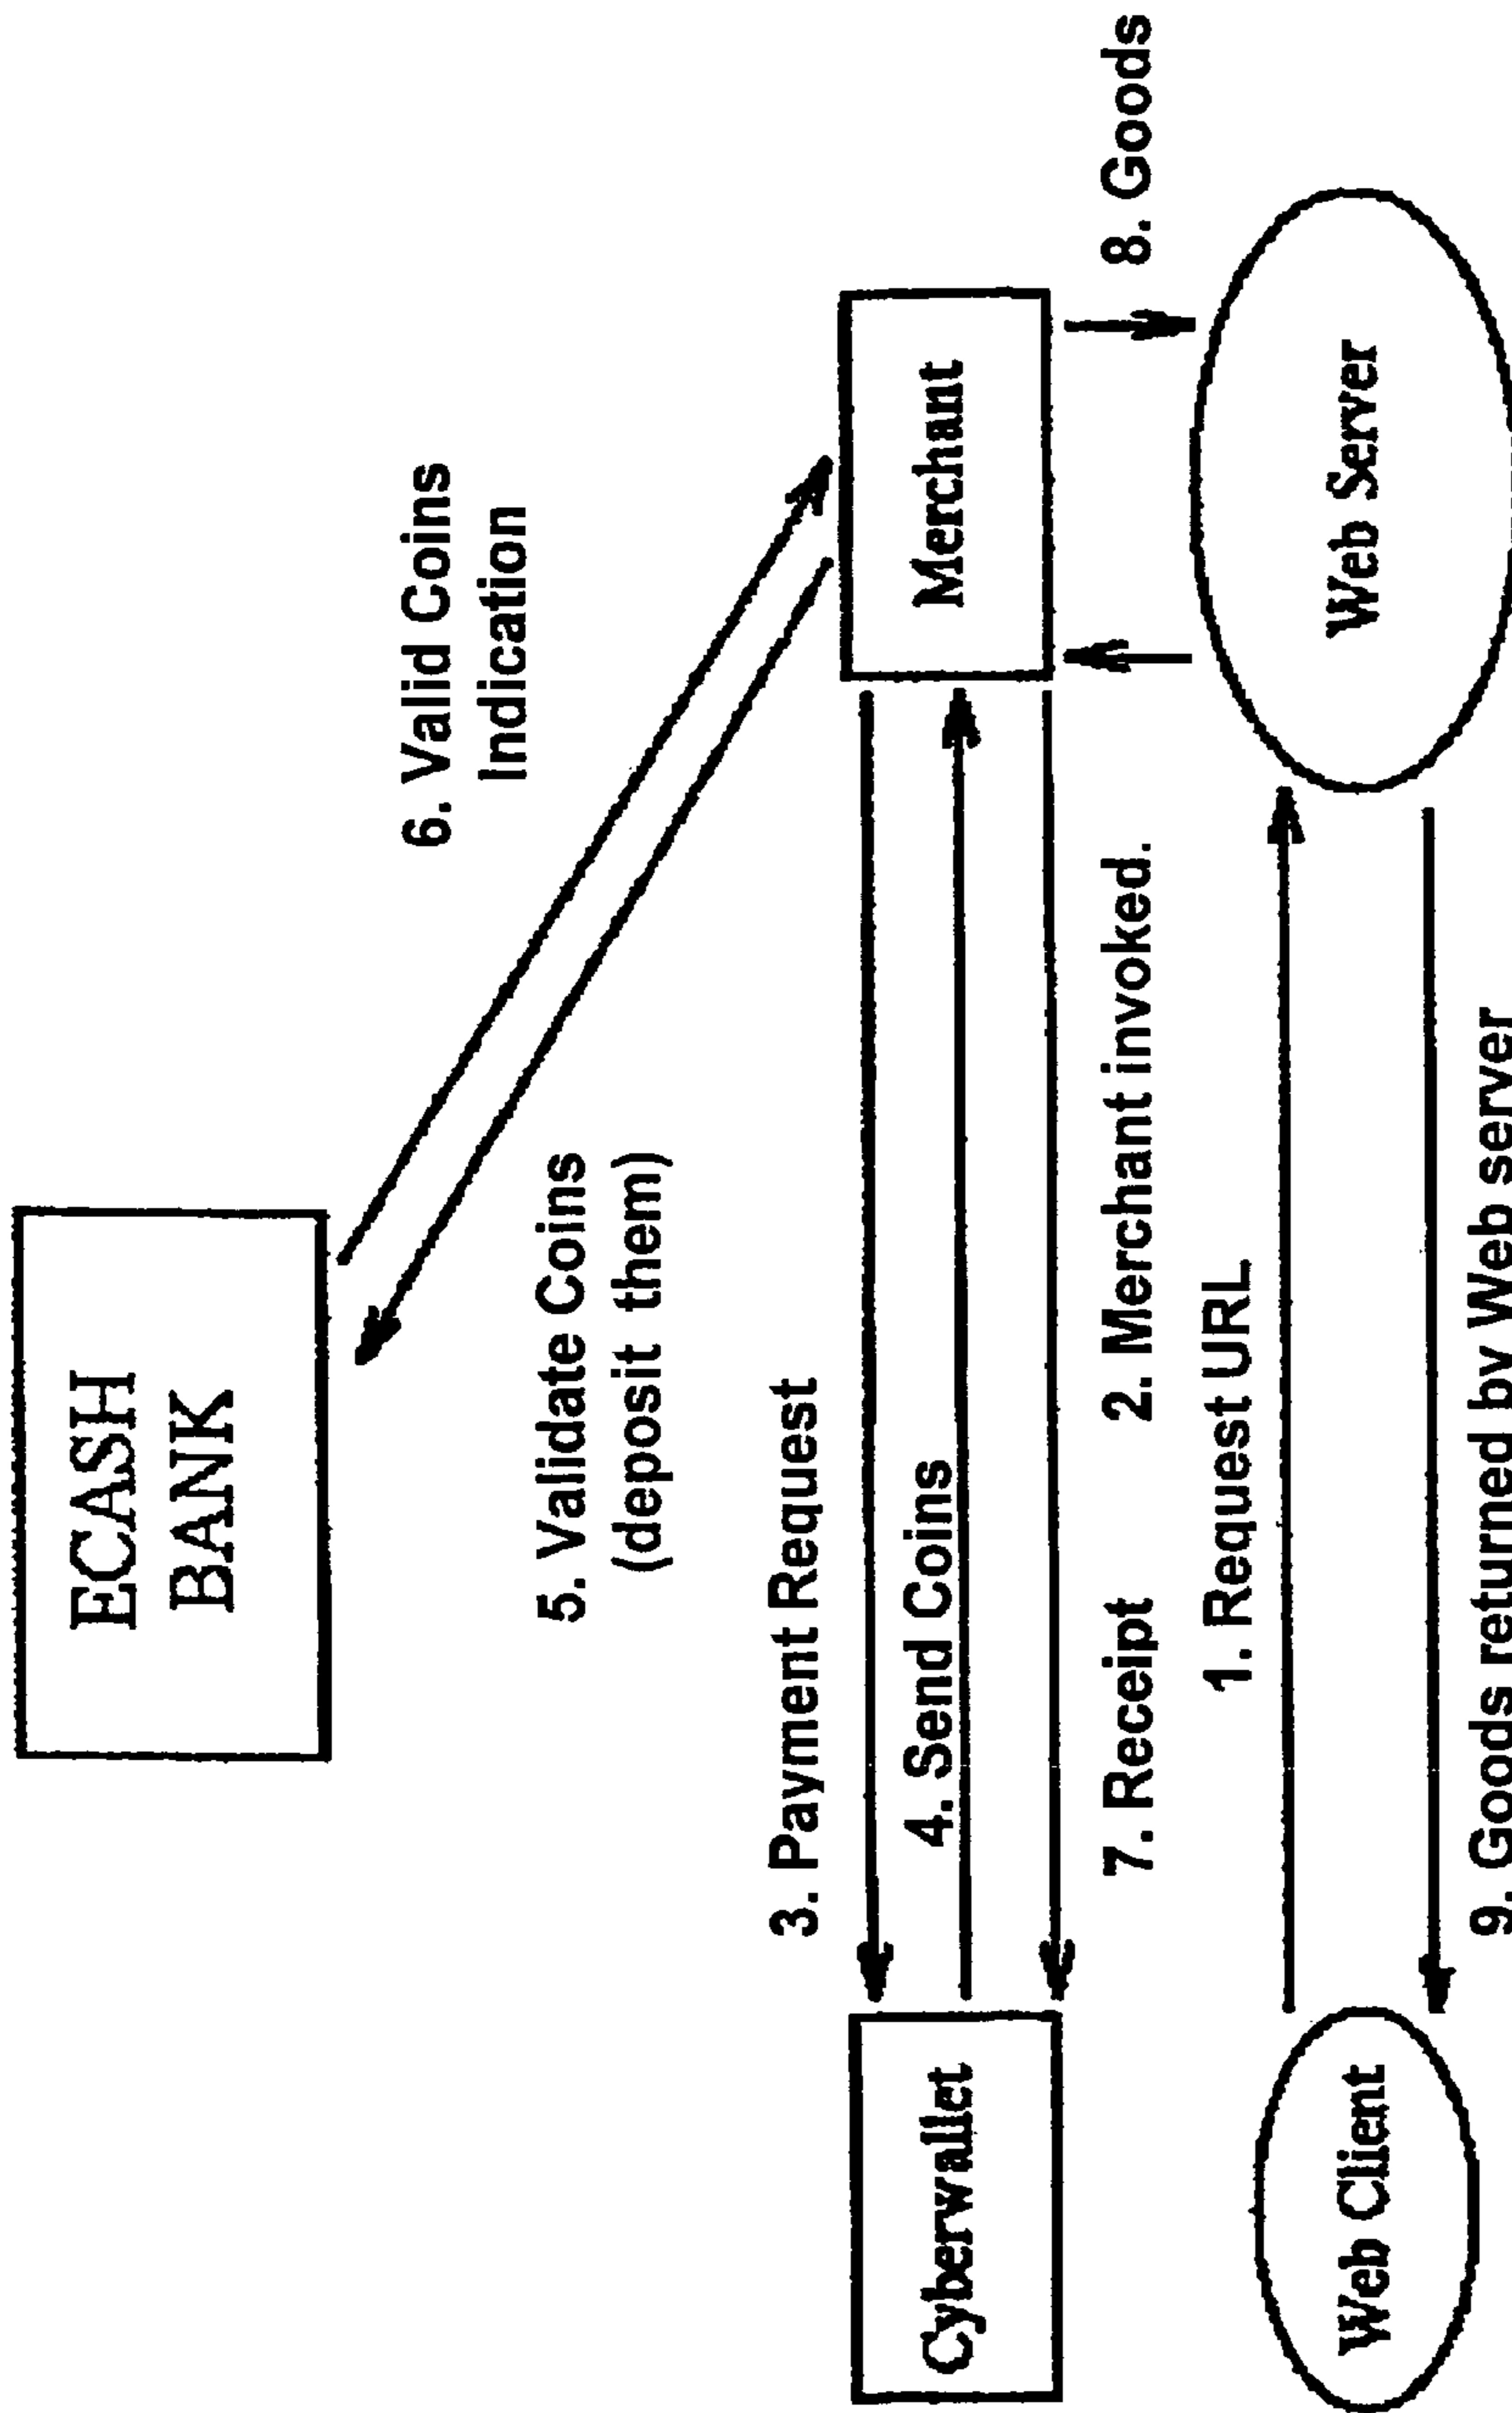 ECASH
BANK
6. Valid Coins
Indication
5. Validate Coins
(deposit them)
3. Payment Request
4. Send Coins
Cyberwallet
Merchant
7. Receipt
2. Merchant invoked.
8. Goods
1. Request URL
Web Client
Web Server
9. Goods returned by Web server